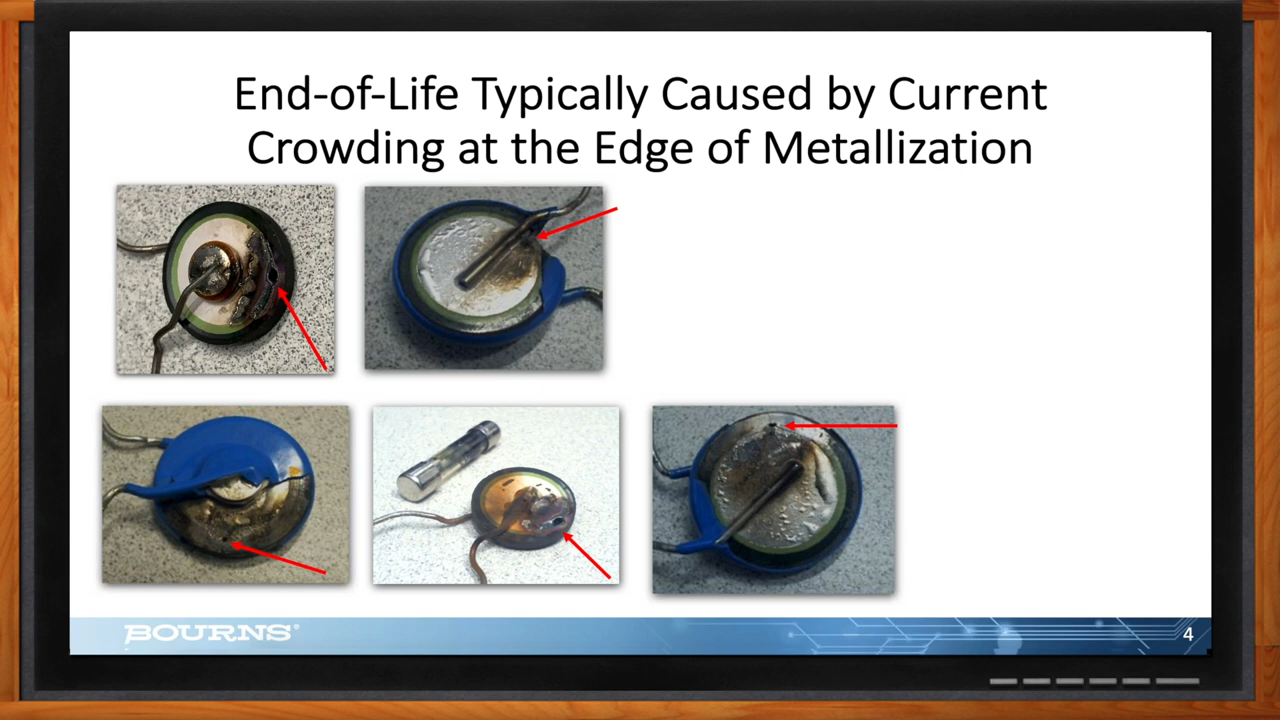 End-of-Life Typically Caused by Current
Crowding at the Edge of Metallization
BOURNS®
4